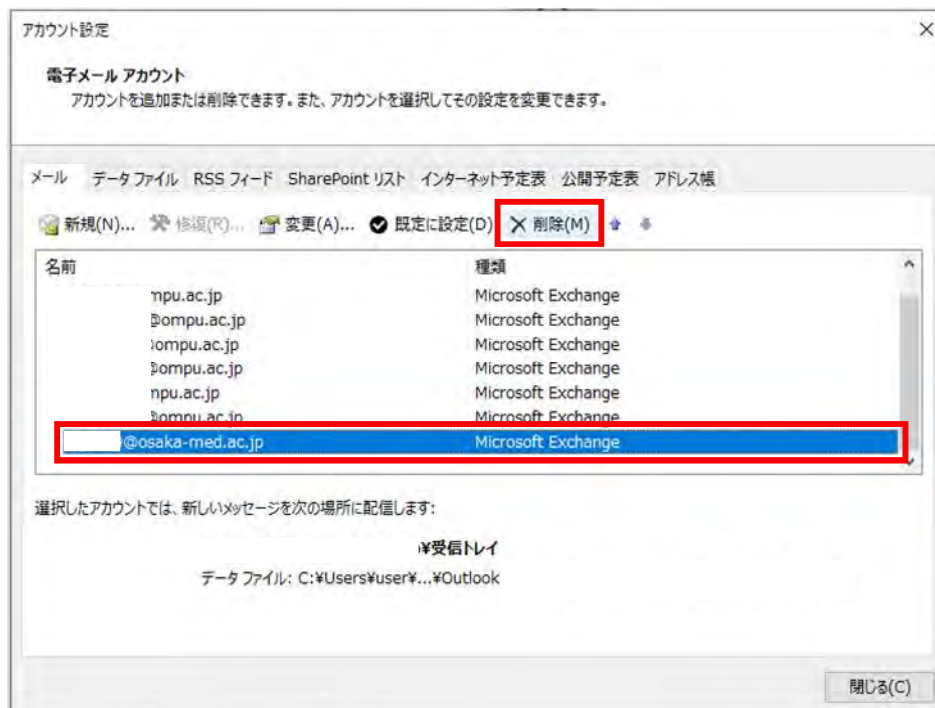 アカウント設定
電子メール アカウント
アカウントを追加または削除できます。また、アカウントを選択してその設定を変更できます。
メール データ ファイル RSS フィード SharePoint リスト インターネット予定表 公開予定表 アドレス帳
新規(N)... 修復(R)... 変更(A)... 既定に設定(D) 削除(M)
名前 種類
mpu.ac.jp Microsoft Exchange
@ompu.ac.jp Microsoft Exchange
ompu.ac.jp Microsoft Exchange
@ompu.ac.jp Microsoft Exchange
mpu.ac.jp Microsoft Exchange
@ompu.ac.jp Microsoft Exchange
@osaka-med.ac.jp Microsoft Exchange
選択したアカウントでは、新しいメッセージを次の場所に配信します:
¥受信トレイ
データ ファイル: C:¥Users¥user¥...¥Outlook
閉じる(C)